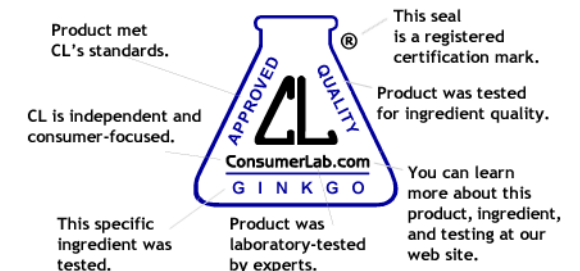 Product met
CL's standards.
This seal
is a registered
certification mark.
®
APPROVED
QUALITY
CL
Product was tested
for ingredient quality.
CL is independent and
consumer-focused.
ConsumerLab.com
GINKGO
You can learn
more about this
product, ingredient,
and testing at our
web site.
This specific
ingredient was
tested.
Product was
laboratory-tested
by experts.